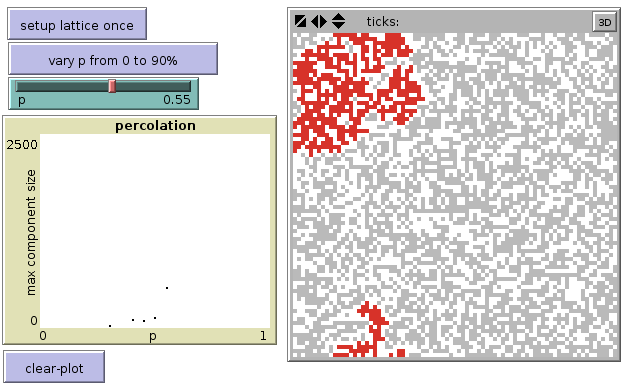 setup lattice once
vary p from 0 to 90%
p 0.55
percolation
2500
max component size
0
0 p 1
clear-plot
ticks:
3D